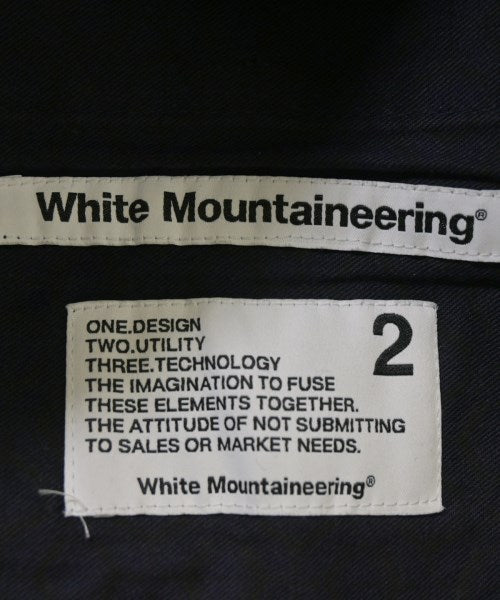 White Mountaineering®
2
ONE.DESIGN
TWO.UTILITY
THREE.TECHNOLOGY
THE IMAGINATION TO FUSE
THESE ELEMENTS TOGETHER.
THE ATTITUDE OF NOT SUBMITTING
TO SALES OR MARKET NEEDS.
White Mountaineering®